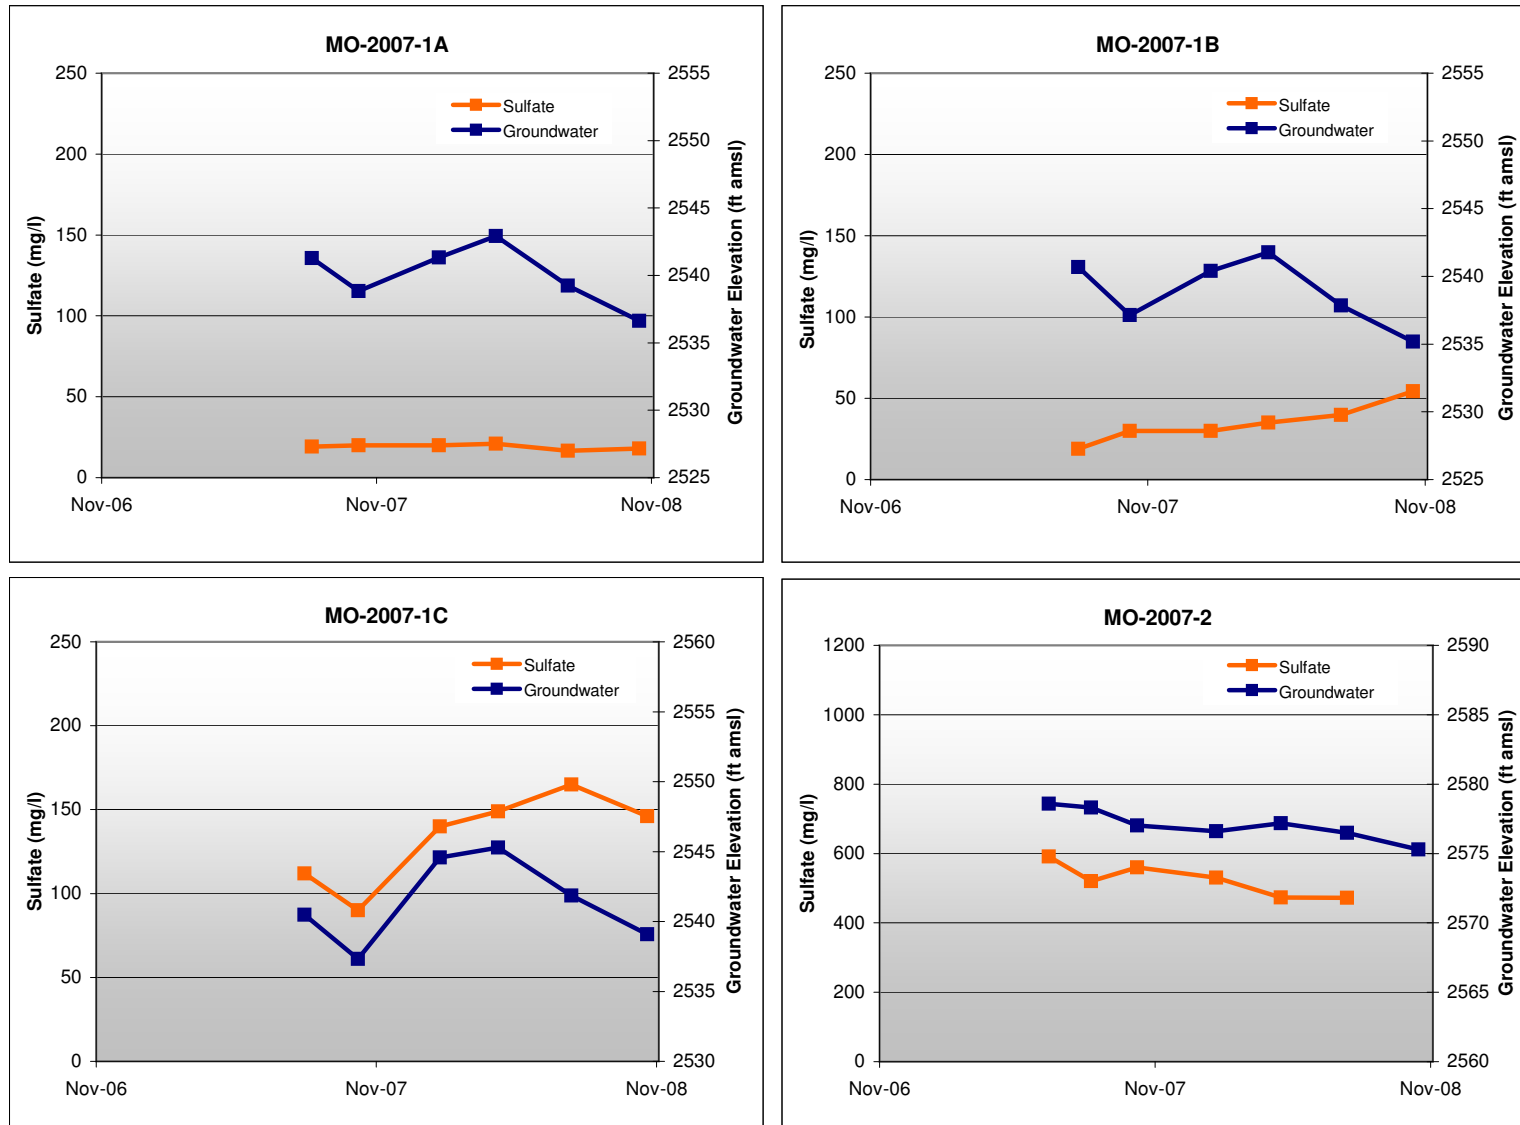 MO-2007-1A
250
200
150
100
50
0
Sulfate (mg/l)
Sulfate
Groundwater
2555
2550
2545
2540
2535
2530
2525
Groundwater Elevation (ft amsl)
Nov-06 Nov-07 Nov-08
MO-2007-1B
250
200
150
100
50
0
Sulfate (mg/l)
Sulfate
Groundwater
2555
2550
2545
2540
2535
2530
2525
Groundwater Elevation (ft amsl)
Nov-06 Nov-07 Nov-08
MO-2007-1C
250
200
150
100
50
0
Sulfate (mg/l)
Sulfate
Groundwater
2560
2555
2550
2545
2540
2535
2530
Groundwater Elevation (ft amsl)
Nov-06 Nov-07 Nov-08
MO-2007-2
1200
1000
800
600
400
200
0
Sulfate (mg/l)
Sulfate
Groundwater
2590
2585
2580
2575
2570
2565
2560
Groundwater Elevation (ft amsl)
Nov-06 Nov-07 Nov-08